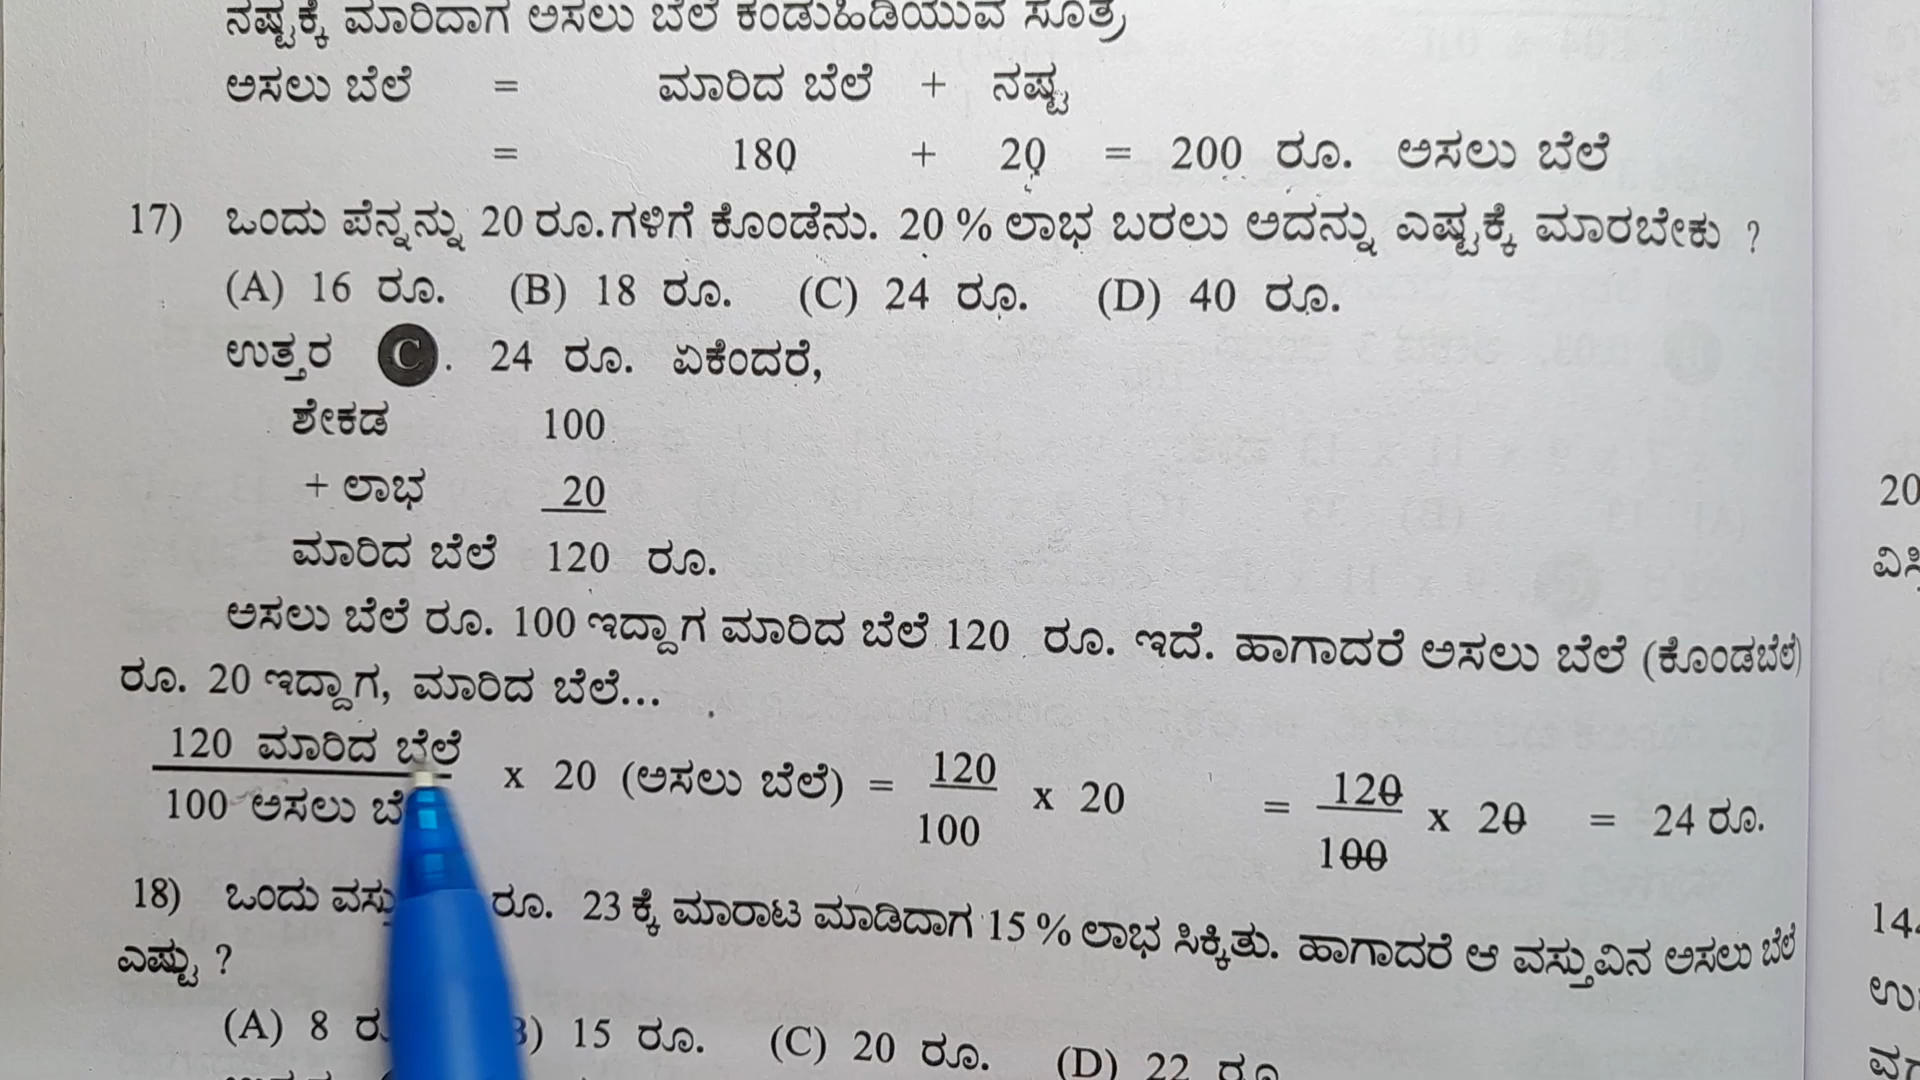 ನಷ್ಟಕ್ಕೆ ಮಾರಿದಾಗ ಅಸಲು ಬೆಲೆ ಕಂಡುಹಿಡಿಯುವ ಸೂತ್ರ
ಅಸಲು ಬೆಲೆ = ಮಾರಿದ ಬೆಲೆ + ನಷ್ಟ
= 180 + 20 = 200 ರೂ. ಅಸಲು ಬೆಲೆ
17) ಒಂದು ಪೆನ್ನನ್ನು 20 ರೂ.ಗಳಿಗೆ ಕೊಂಡೆನು. 20 % ಲಾಭ ಬರಲು ಅದನ್ನು ಎಷ್ಟಕ್ಕೆ ಮಾರಬೇಕು ?
(A) 16 ರೂ. (B) 18 ರೂ. (C) 24 ರೂ. (D) 40 ರೂ.
ಉತ್ತರ C. 24 ರೂ. ಏಕೆಂದರೆ,
ಶೇಕಡ 100
+ ಲಾಭ 20
ಮಾರಿದ ಬೆಲೆ 120 ರೂ.
ಅಸಲು ಬೆಲೆ ರೂ. 100 ಇದ್ದಾಗ ಮಾರಿದ ಬೆಲೆ 120 ರೂ. ಇದೆ. ಹಾಗಾದರೆ ಅಸಲು ಬೆಲೆ (ಕೊಂಡಬೆಲೆ)
ರೂ. 20 ಇದ್ದಾಗ, ಮಾರಿದ ಬೆಲೆ...
120 ಮಾರಿದ ಬೆಲೆ
100 ಅಸಲು x 20 (ಅಸಲು ಬೆಲೆ) = 120/100 x 20 = 120/100 x 20 = 24 ರೂ.
18) ಒಂದು ರೂ. 23 ಕ್ಕೆ ಮಾರಾಟ ಮಾಡಿದಾಗ 15 % ಲಾಭ ಸಿಕ್ಕಿತು. ಹಾಗಾದರೆ ಆ ವಸ್ತುವಿನ ಅಸಲು ಬೆಲೆ
ಎಷ್ಟು ?
(A) 8 15 ರೂ. (C) 20 ರೂ. (D) 22 ರೂ
20